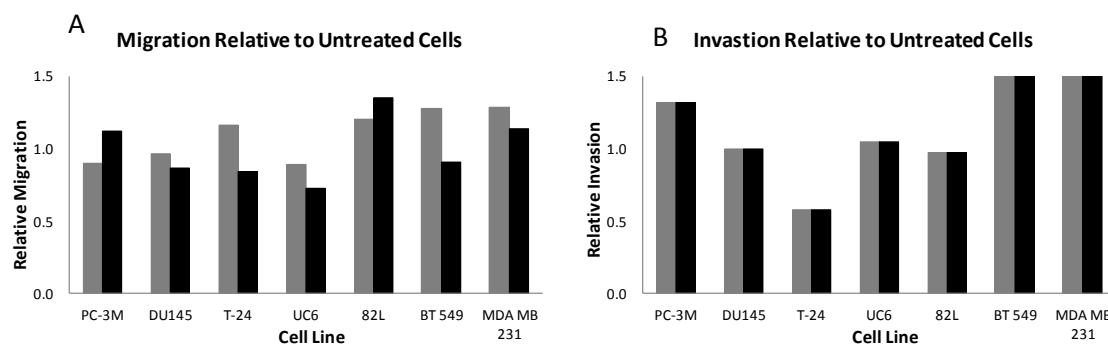 A
Migration Relative to Untreated Cells
Relative Migration
1.5
1.0
0.5
0.0
PC-3M DU145 T-24 UC6 82L BT 549 MDA MB
231
Cell Line
B
Invastion Relative to Untreated Cells
Relative Invasion
1.5
1.0
0.5
0.0
PC-3M DU145 T-24 UC6 82L BT 549 MDA MB
231
Cell Line